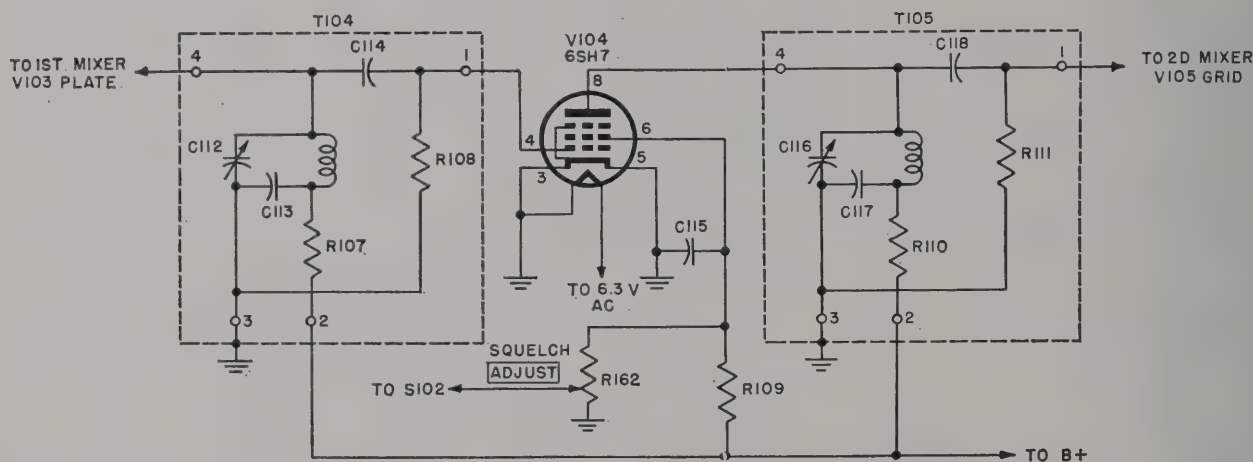 T104
T105
C114
V104
6SH7
C118
TO 1ST. MIXER
V103 PLATE
4
1
8
4
1
TO 2D MIXER
V105 GRID
C112
R108
4
6
3
5
C116
R111
C113
R107
C115
C117
R110
TO 6.3 V
AC
3
2
3
2
SQUELCH
ADJUST
TO S102
R162
R109
TO B+